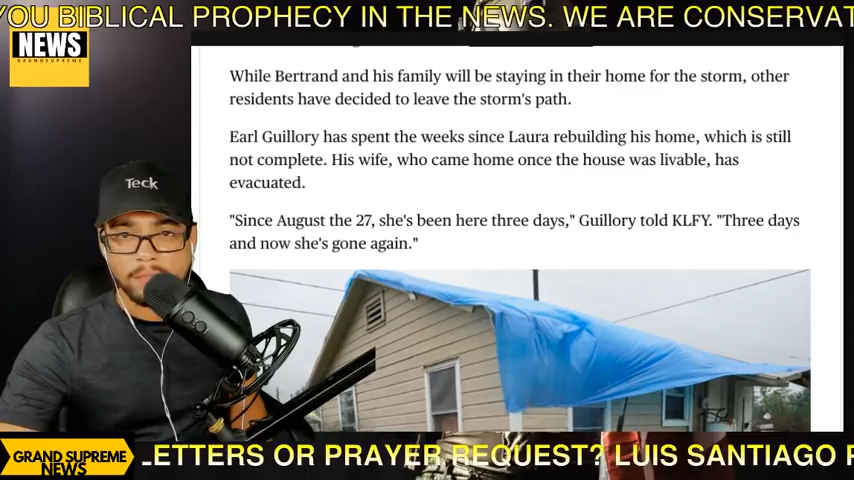 YOU BIBLICAL PROPHECY IN THE NEWS. WE ARE CONSERVAT
NEWS
GRANDSUPREME
While Bertrand and his family will be staying in their home for the storm, other
residents have decided to leave the storm's path.
Earl Guillory has spent the weeks since Laura rebuilding his home, which is still
not complete. His wife, who came home once the house was livable, has
evacuated.
"Since August the 27, she's been here three days," Guillory told KLFY. "Three days
and now she's gone again."
Teck
GRAND SUPREME
NEWS
LETTERS OR PRAYER REQUEST? LUIS SANTIAGO